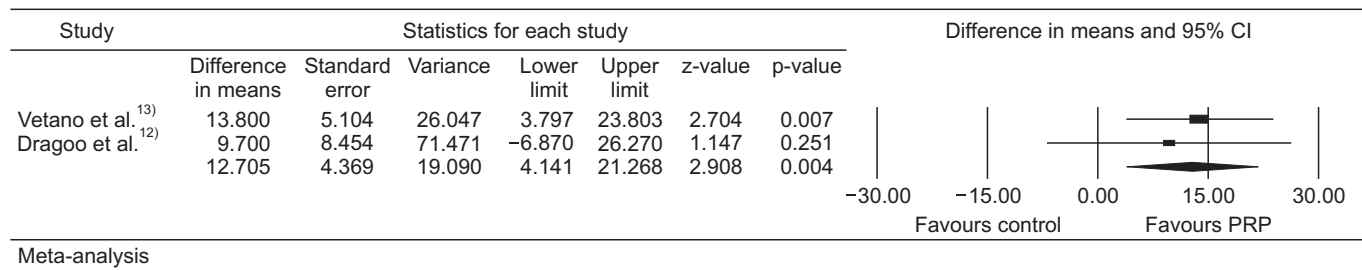 Study Statistics for each study Difference in means and 95% CI
Difference in means Standard error Variance Lower limit Upper limit z-value p-value
Vetano et al.13) 13.800 5.104 26.047 3.797 23.803 2.704 0.007
Dragoo et al.12) 9.700 8.454 71.471 −6.870 26.270 1.147 0.251
12.705 4.369 19.090 4.141 21.268 2.908 0.004
−30.00 −15.00 0.00 15.00 30.00
Favours control Favours PRP
Meta-analysis